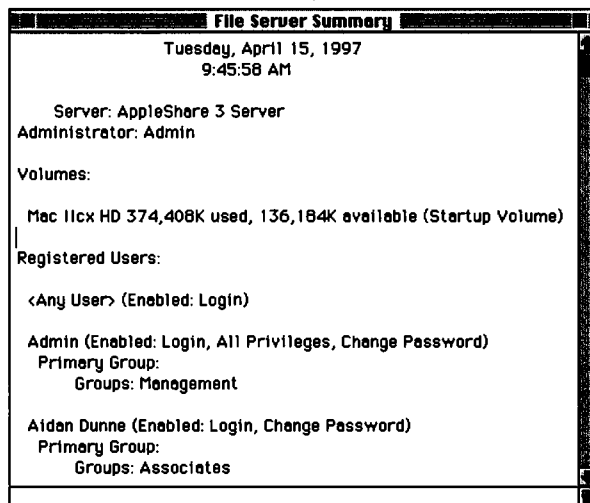 File Server Summary
Tuesday, April 15, 1997
9:45:58 AM
Server: AppleShare 3 Server
Administrator: Admin
Volumes:
Mac IIcx HD 374,408K used, 136,184K available (Startup Volume)
Registered Users:
<Any User> (Enabled: Login)
Admin (Enabled: Login, All Privileges, Change Password)
Primary Group:
Groups: Management
Aidan Dunne (Enabled: Login, Change Password)
Primary Group:
Groups: Associates